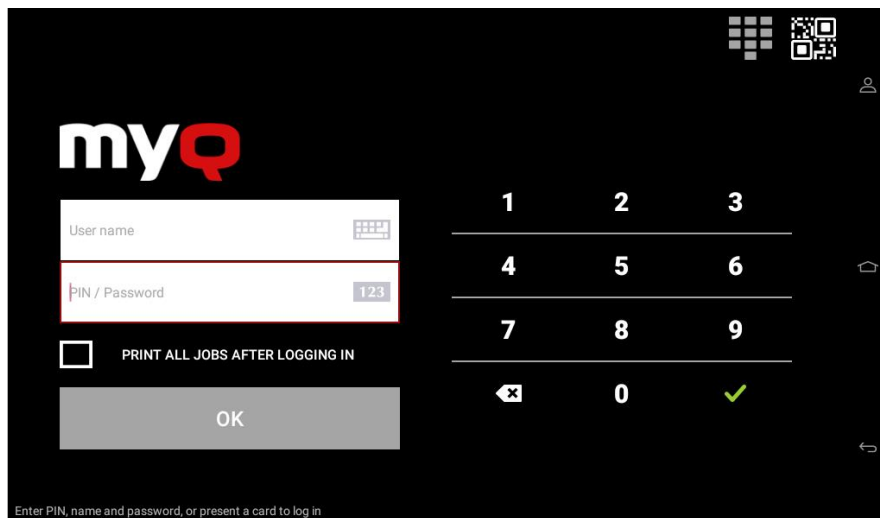 myQ
User name
PIN / Password
123
PRINT ALL JOBS AFTER LOGGING IN
OK
1 2 3
4 5 6
7 8 9
0
Enter PIN, name and password, or present a card to log in